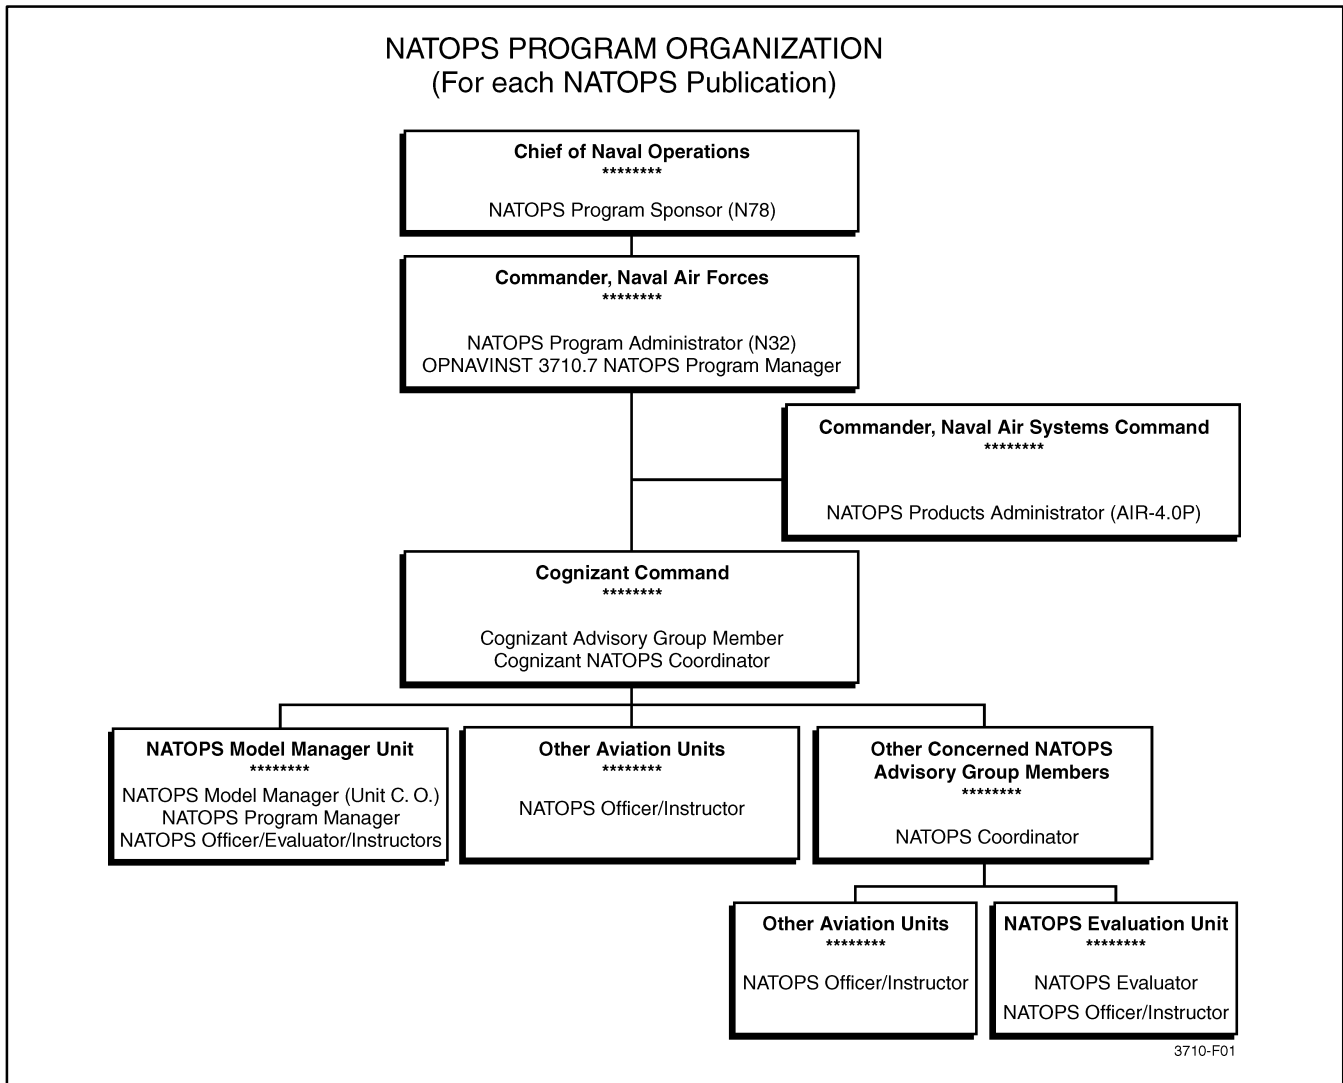 NATOPS PROGRAM ORGANIZATION
(For each NATOPS Publication)
Chief of Naval Operations
********
NATOPS Program Sponsor (N78)
Commander, Naval Air Forces
********
NATOPS Program Administrator (N32)
OPNAVINST 3710.7 NATOPS Program Manager
Commander, Naval Air Systems Command
********
NATOPS Products Administrator (AIR-4.0P)
Cognizant Command
********
Cognizant Advisory Group Member
Cognizant NATOPS Coordinator
NATOPS Model Manager Unit
********
NATOPS Model Manager (Unit C. O.)
NATOPS Program Manager
NATOPS Officer/Evaluator/Instructors
Other Aviation Units
********
NATOPS Officer/Instructor
Other Concerned NATOPS
Advisory Group Members
********
NATOPS Coordinator
Other Aviation Units
********
NATOPS Officer/Instructor
NATOPS Evaluation Unit
********
NATOPS Evaluator
NATOPS Officer/Instructor
3710-F01